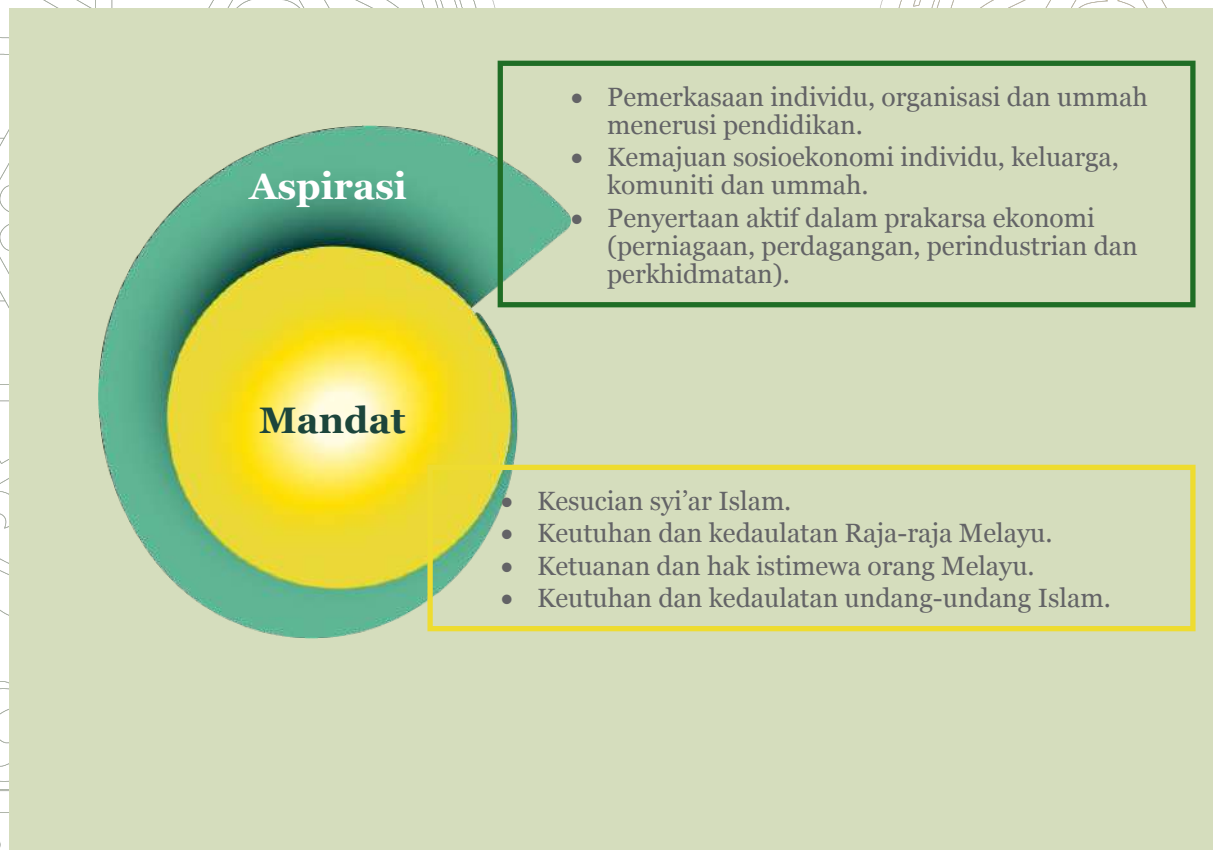 Aspirasi
• Pemerkasaan individu, organisasi dan ummah
menerusi pendidikan.
• Kemajuan sosioekonomi individu, keluarga,
komuniti dan ummah.
• Penyertaan aktif dalam prakarsa ekonomi
(perniagaan, perdagangan, perindustrian dan
perkhidmatan).
Mandat
• Kesucian syi’ar Islam.
• Keutuhan dan kedaulatan Raja-raja Melayu.
• Ketuanan dan hak istimewa orang Melayu.
• Keutuhan dan kedaulatan undang-undang Islam.